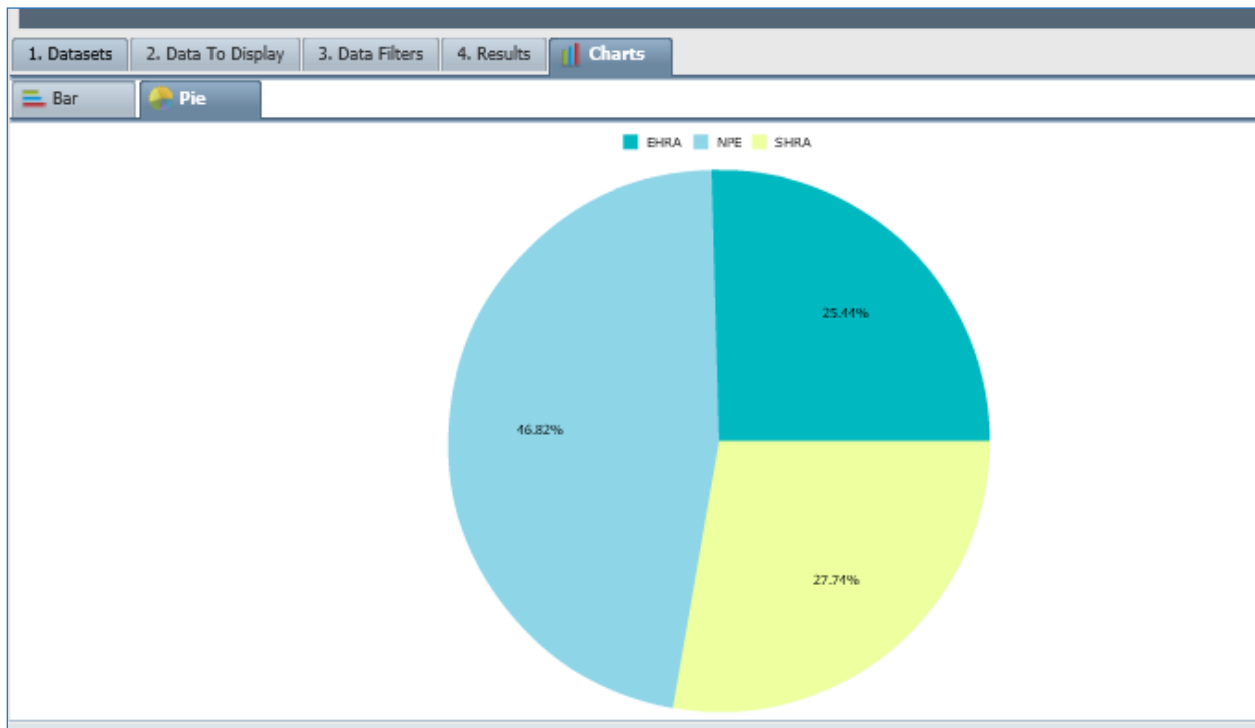 1. Datasets 2. Data To Display 3. Data Filters 4. Results Charts
Bar Pie
EHRA NPE SHRA
25.44%
46.82%
27.74%